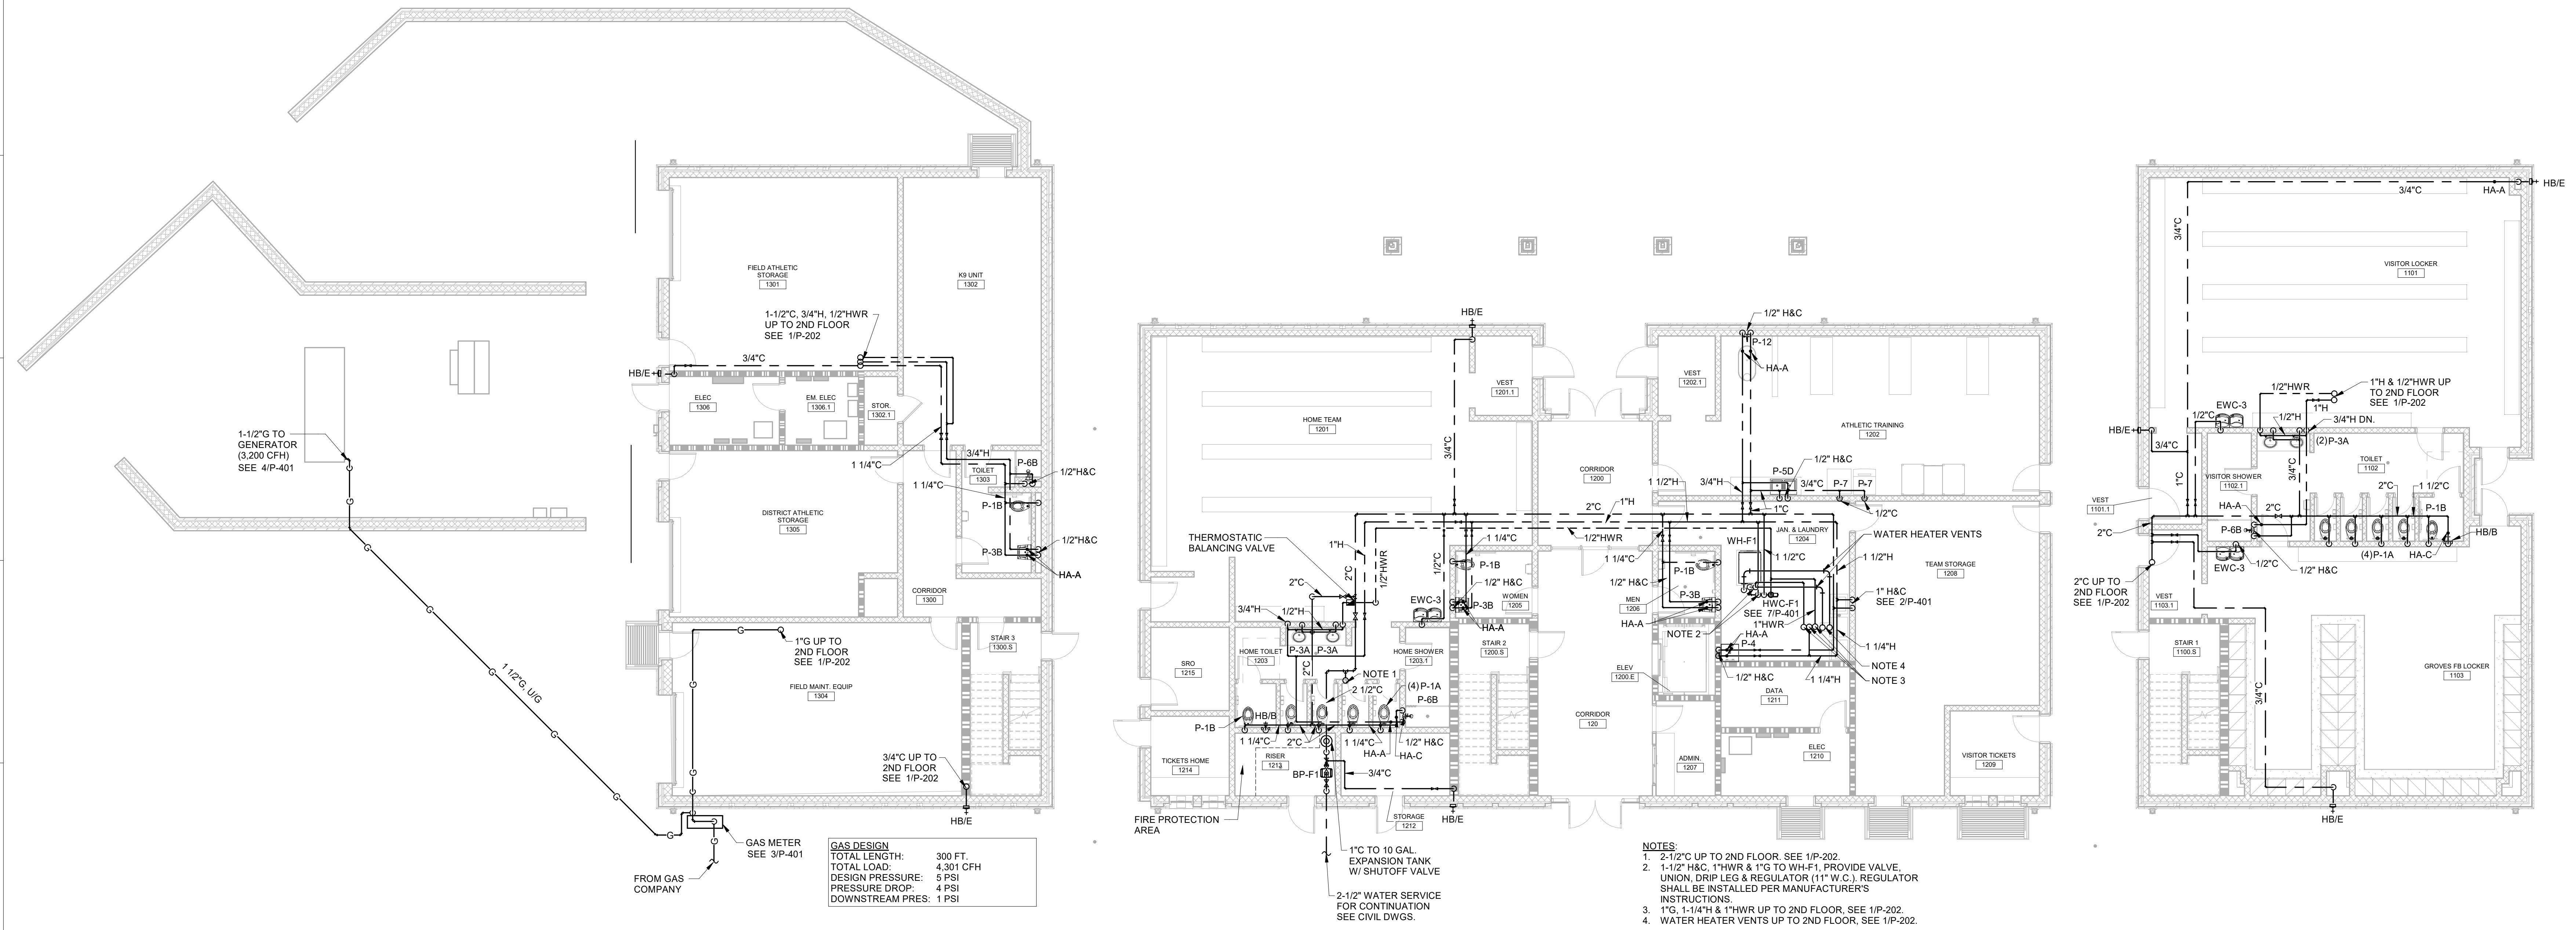 FIELD ATHLETIC
STORAGE
1301
K9 UNIT
1302
1-1/2"C, 3/4"H, 1/2"HWR
UP TO 2ND FLOOR
SEE 1/P-202
3/4"C
HB/E
ELEC
1306
EM. ELEC
1306.1
STOR.
1302.1
1-1/2"G TO
GENERATOR
(3,200 CFH)
SEE 4/P-401
G
G
G
G
G
G
G
G
1 1/2"G, U/G
1 1/4"C
3/4"H
P-6B
TOILET
1303
1/2"H&C
1 1/4"C
P-1B
DISTRICT ATHLETIC
STORAGE
1305
1/2"H&C
P-3B
HA-A
CORRIDOR
1300
G
1"G UP TO
2ND FLOOR
SEE 1/P-202
STAIR 3
1300.S
FIELD MAINT. EQUIP
1304
G
G
G
3/4"C UP TO
2ND FLOOR
SEE 1/P-202
HB/E
GAS METER
SEE 3/P-401
FROM GAS
COMPANY
GAS DESIGN
TOTAL LENGTH: 300 FT.
TOTAL LOAD: 4,301 CFH
DESIGN PRESSURE: 5 PSI
PRESSURE DROP: 4 PSI
DOWNSTREAM PRES: 1 PSI
HB/E
1/2" H&C
P-12
HA-A
VEST
1201.1
VEST
1202.1
HOME TEAM
1201
ATHLETIC TRAINING
1202
3/4"C
CORRIDOR
1200
1/2" H&C
P-5D
3/4"H
3/4"C
P-7
P-7
1 1/2"H
1"H
2"C
1"C
1/2"C
JAN. & LAUNDRY
1204
WATER HEATER VENTS
THERMOSTATIC
BALANCING VALVE
1"H
1/2"HWR
1/2"HWR
1 1/4"C
1 1/4"C
WH-F1
1 1/2"C
1 1/2"H
2"C
1/2"C
P-1B
P-1B
TEAM STORAGE
1208
2"C
1/2" H&C
1/2" H&C
EWC-3
P-3B
WOMEN
1205
MEN
1206
P-3B
HWC-F1
SEE 7/P-401
1" H&C
SEE 2/P-401
3/4"H
1/2"H
HA-A
HA-A
1"HWR
NOTE 2
HA-A
P-4
1 1/4"H
HOME TOILET
1203
P-3A
P-3A
HOME SHOWER
1203.1
STAIR 2
1200.S
SRO
1215
2"C
NOTE 1
ELEV
1200.E
1/2" H&C
1 1/4"H
NOTE 4
NOTE 3
2 1/2"C
(4)P-1A
P-6B
DATA
1211
P-1B
HB/B
CORRIDOR
120
1 1/4"C
2"C
1 1/4"C
HA-A
HA-C
1/2" H&C
TICKETS HOME
1214
RISER
1213
BP-F1
3/4"C
ADMIN.
1207
ELEC
1210
VISITOR TICKETS
1209
FIRE PROTECTION
AREA
STORAGE
1212
HB/E
1"C TO 10 GAL.
EXPANSION TANK
W/ SHUTOFF VALVE
2-1/2" WATER SERVICE
FOR CONTINUATION
SEE CIVIL DWGS.
NOTES:
1. 2-1/2"C UP TO 2ND FLOOR. SEE 1/P-202.
2. 1-1/2" H&C, 1"HWR & 1"G TO WH-F1, PROVIDE VALVE,
UNION, DRIP LEG & REGULATOR (11" W.C.). REGULATOR
SHALL BE INSTALLED PER MANUFACTURER'S
INSTRUCTIONS.
3. 1"G, 1-1/4"H & 1"HWR UP TO 2ND FLOOR, SEE 1/P-202.
4. WATER HEATER VENTS UP TO 2ND FLOOR, SEE 1/P-202.
3/4"C
HA-A
HB/E
3/4"C
1"C
VISITOR LOCKER
1101
1/2"HWR
1"H & 1/2"HWR UP
TO 2ND FLOOR
SEE 1/P-202
EWC-3
1"H
1/2"C
1/2"H
3/4"H DN.
HB/E
(2)P-3A
3/4"C
TOILET
1102
VISITOR SHOWER
1102.1
3/4"C
2"C
1 1/2"C
VEST
1101.1
HA-A
2"C
P-1B
2"C
P-6B
HB/B
(4)P-1A
HA-C
EWC-3
1/2"C
1/2" H&C
2"C UP TO
2ND FLOOR
SEE 1/P-202
VEST
1103.1
STAIR 1
1100.S
GROVES FB LOCKER
1103
3/4"C
HB/E